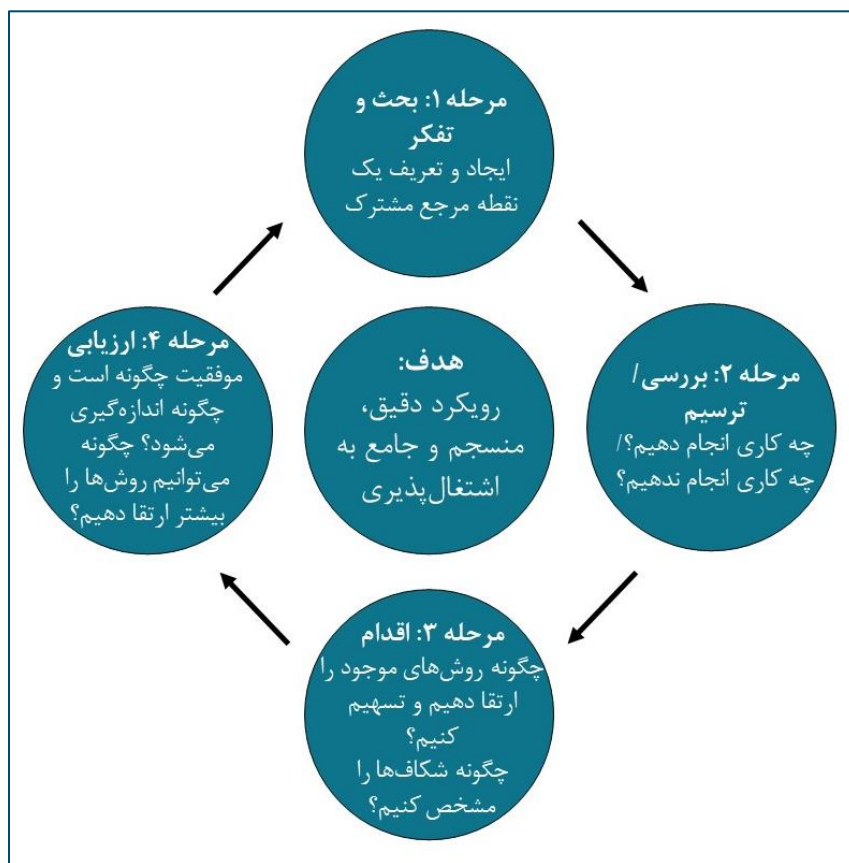 مرحله ۱: بحث و
تفکر
ایجاد و تعریف یک
نقطه مرجع مشترک
مرحله ۲: بررسی/
ترسیم
چه کاری انجام دهیم؟/
چه کاری انجام ندهیم؟
مرحله ۳: اقدام
چگونه روش‌های موجود را
ارتقا دهیم و تسهیم
کنیم؟
چگونه شکاف‌ها را
مشخص کنیم؟
مرحله ۴: ارزیابی
موفقیت چگونه است و
چگونه اندازه‌گیری
می‌شود؟ چگونه
می‌توانیم روش‌ها را
بیشتر ارتقا دهیم؟
هدف:
رویکرد دقیق،
منسجم و جامع به
اشتغال‌پذیری